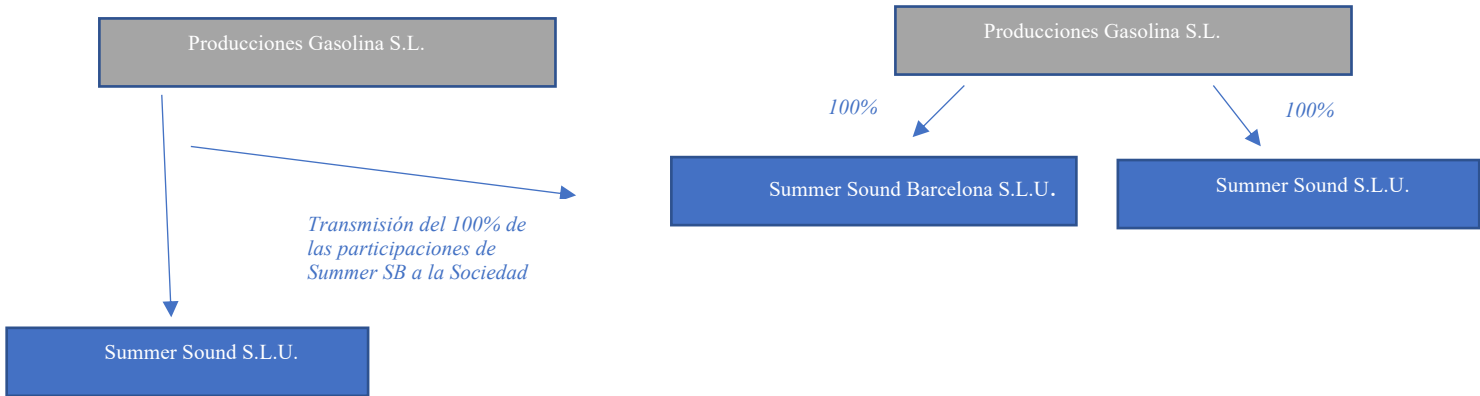 Producciones Gasolina S.L.
Transmisión del 100% de
las participaciones de
Summer SB a la Sociedad
Summer Sound S.L.U.
Producciones Gasolina S.L.
100%
100%
Summer Sound Barcelona S.L.U.
Summer Sound S.L.U.